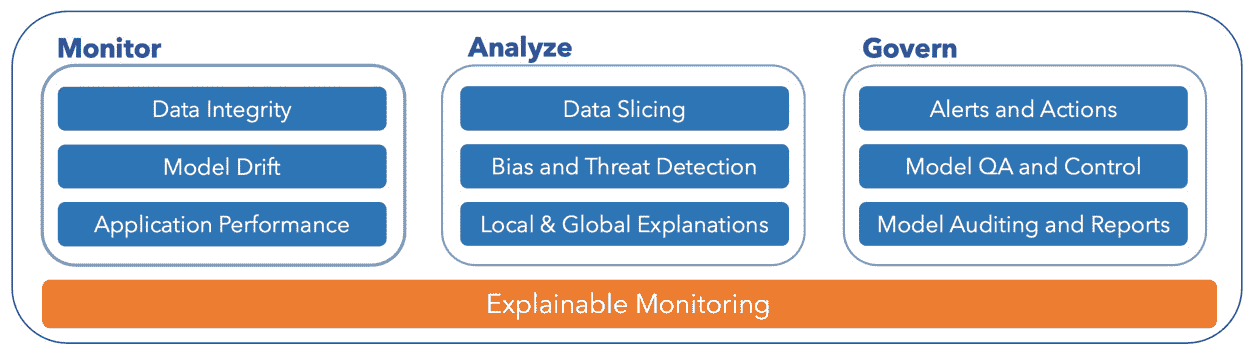 Monitor
Data Integrity
Model Drift
Application Performance
Analyze
Data Slicing
Bias and Threat Detection
Local & Global Explanations
Govern
Alerts and Actions
Model QA and Control
Model Auditing and Reports
Explainable Monitoring